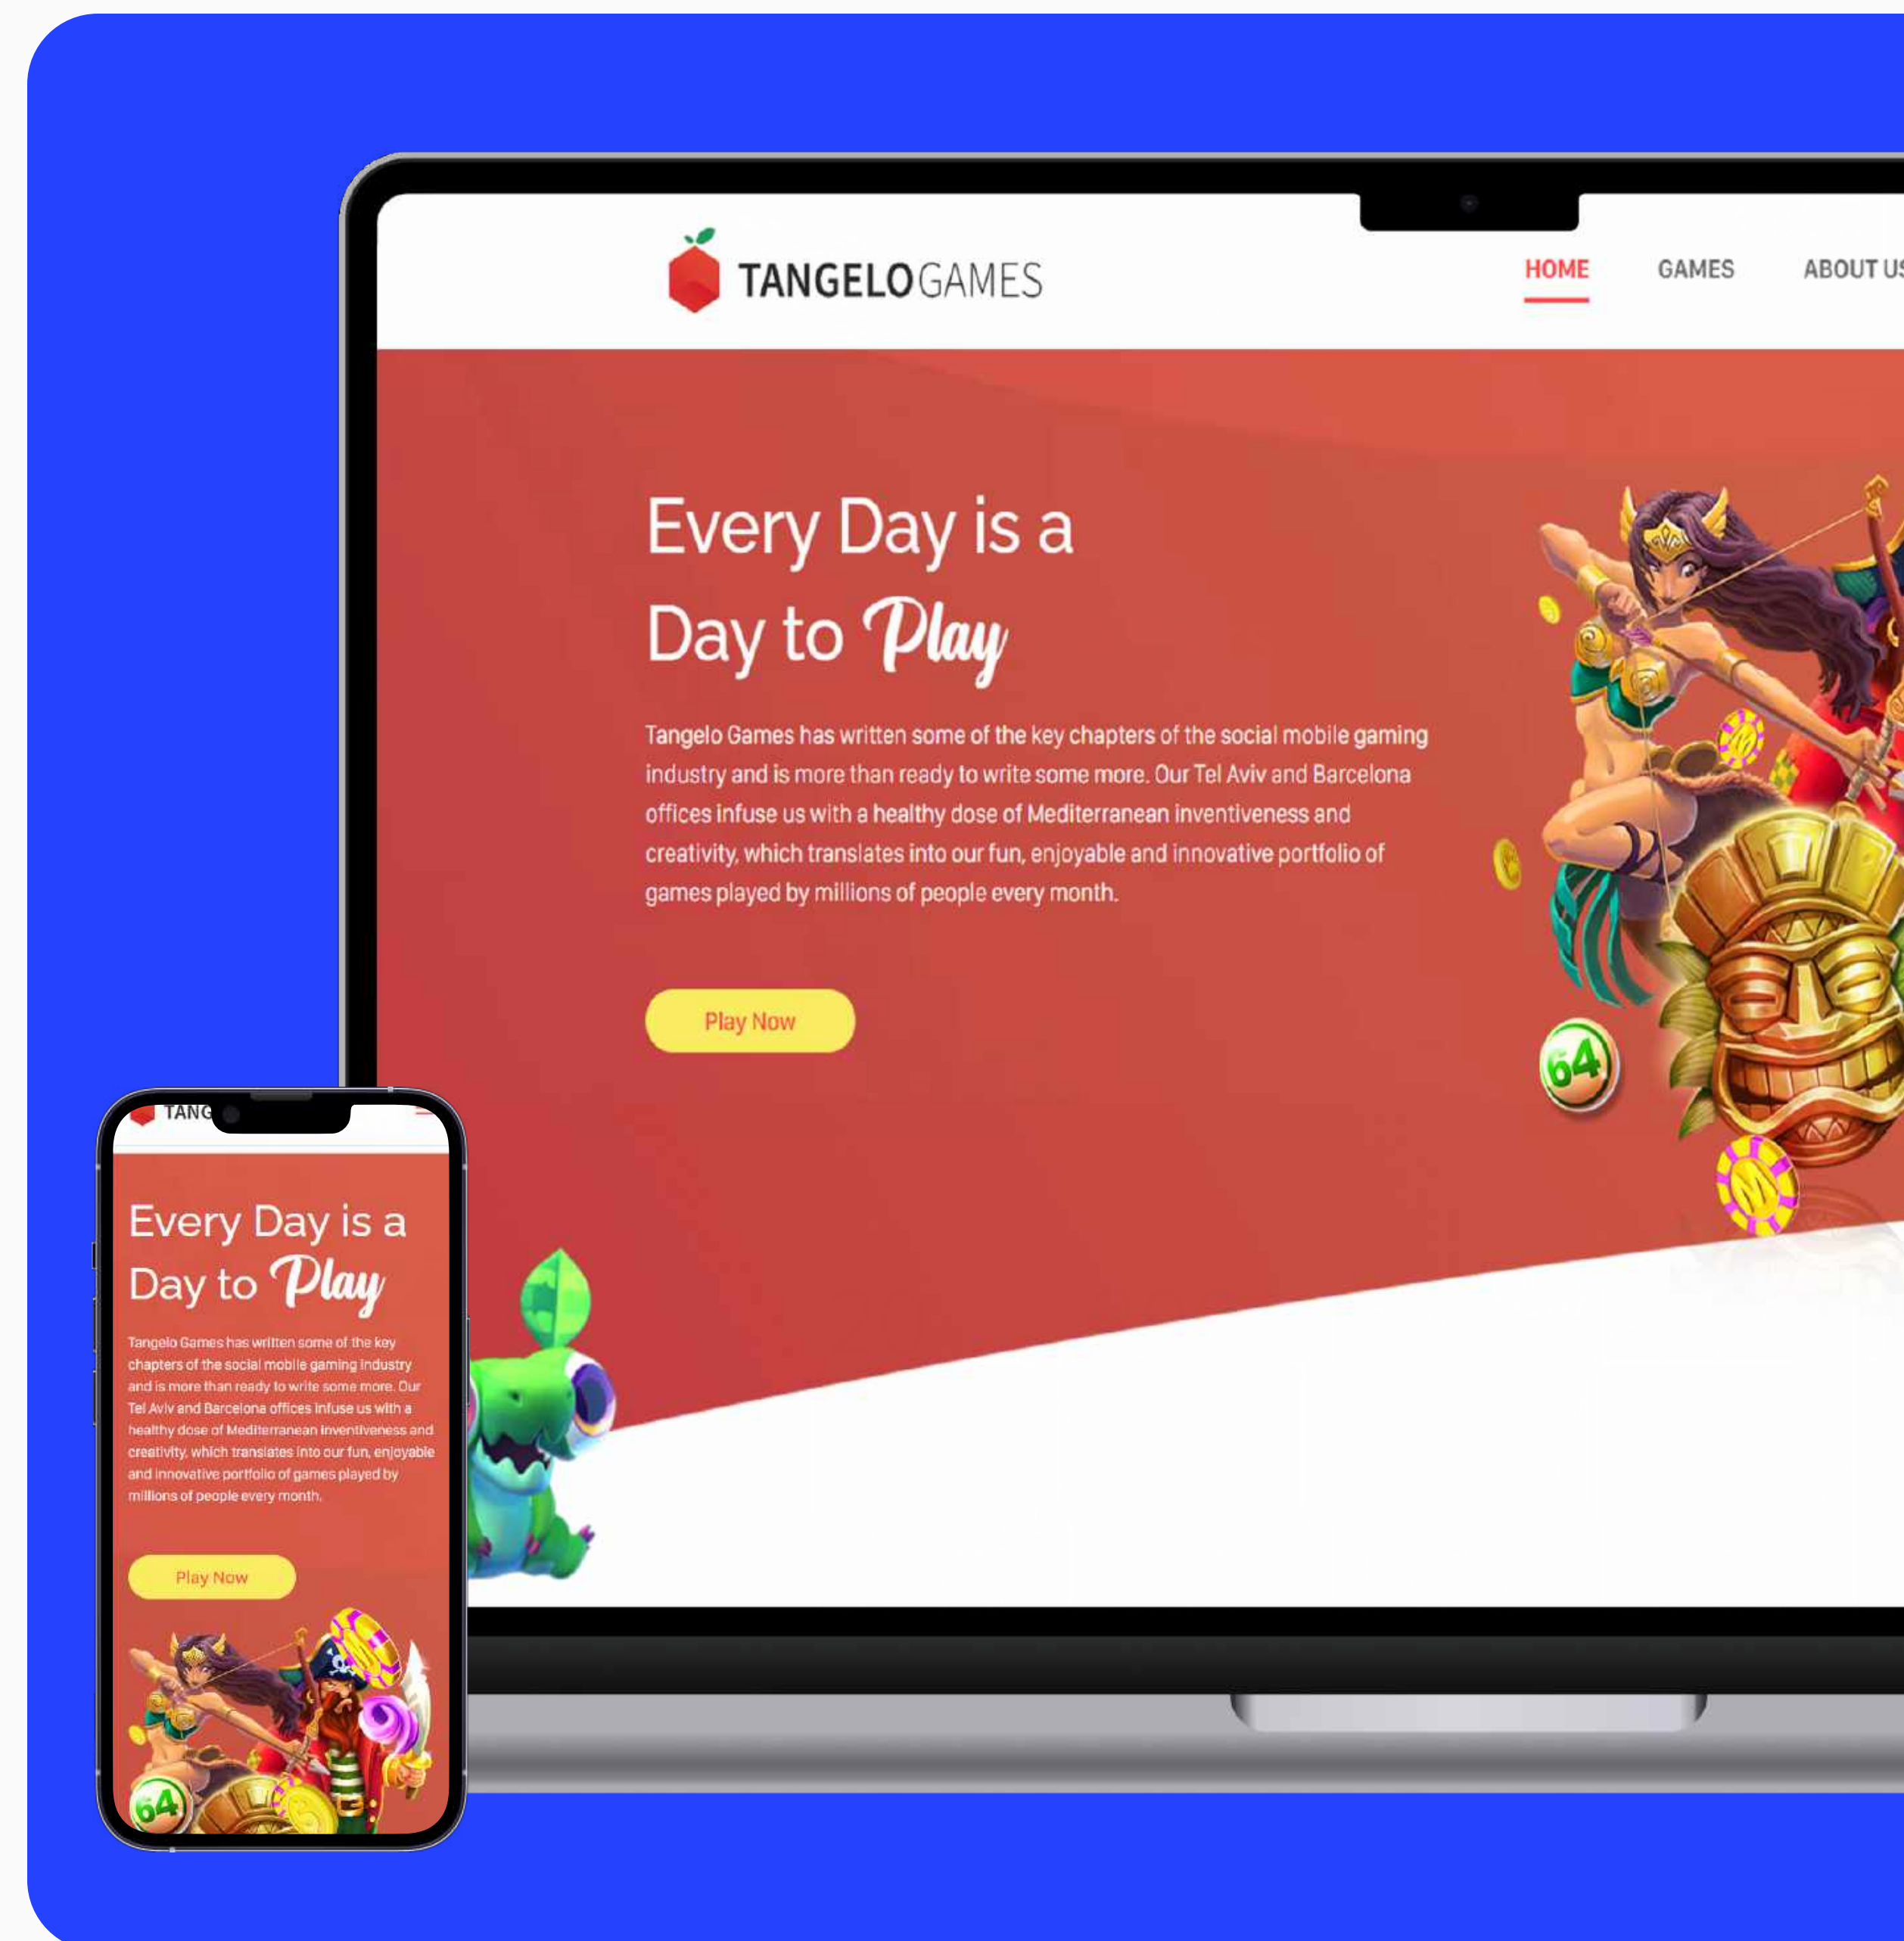 TANGELOGAMES
HOME
GAMES
ABOUT US
Every Day is a
Day to Play
Tangelo Games has written some of the key chapters of the social mobile gaming
industry and is more than ready to write some more. Our Tel Aviv and Barcelona
offices infuse us with a healthy dose of Mediterranean inventiveness and
creativity, which translates into our fun, enjoyable and innovative portfolio of
games played by millions of people every month.
Play Now
64
M
TANG
Every Day is a
Day to Play
Tangelo Games has written some of the key
chapters of the social mobile gaming industry
and is more than ready to write some more. Our
Tel Aviv and Barcelona offices infuse us with a
healthy dose of Mediterranean inventiveness and
creativity, which translates into our fun, enjoyable
and innovative portfolio of games played by
millions of people every month.
Play Now
64